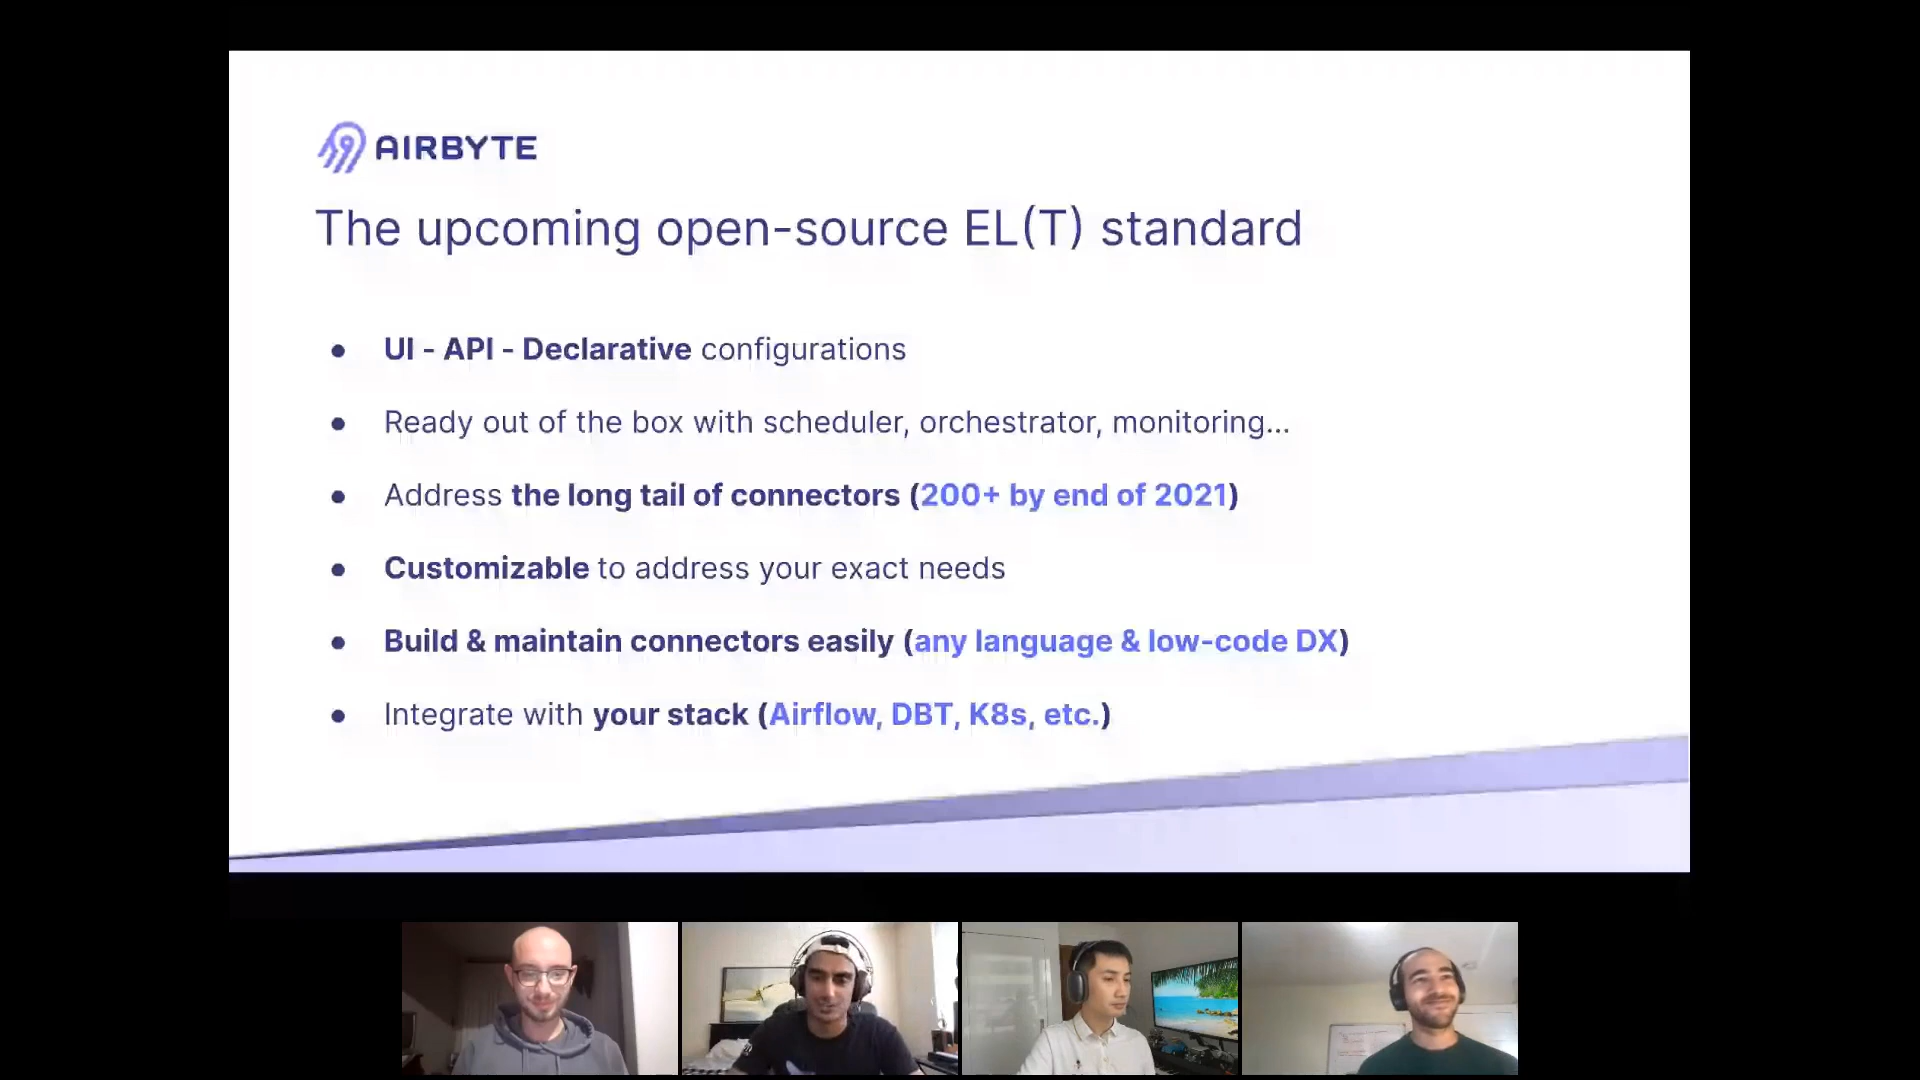 AIRBYTE
The upcoming open-source EL(T) standard
● UI - API - Declarative configurations
● Ready out of the box with scheduler, orchestrator, monitoring...
● Address the long tail of connectors (200+ by end of 2021)
● Customizable to address your exact needs
● Build & maintain connectors easily (any language & low-code DX)
● Integrate with your stack (Airflow, DBT, K8s, etc.)